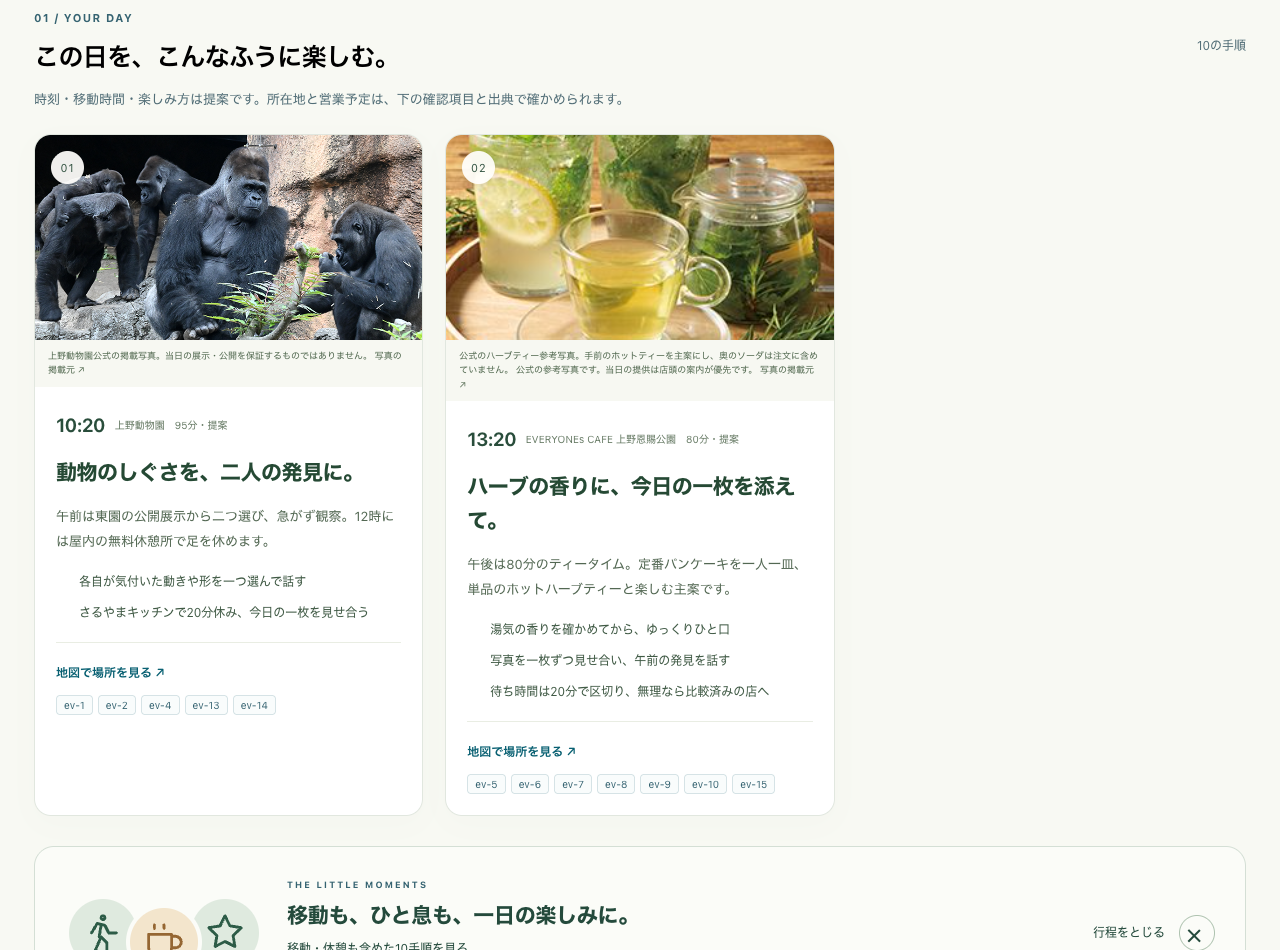 01 / YOUR DAY
この日を、こんなふうに楽しむ。
10の手順
時刻・移動時間・楽しみ方は提案です。所在地と営業予定は、下の確認項目と出典で確かめられます。
01
上野動物園公式の掲載写真。当日の展示・公開を保証するものではありません。 写真の
掲載元 ↗
10:20 上野動物園 95分・提案
動物のしぐさを、二人の発見に。
午前は東園の公開展示から二つ選び、急がず観察。12時に
は屋内の無料休憩所で足を休めます。
各自が気付いた動きや形を一つ選んで話す
さるやまキッチンで20分休み、今日の一枚を見せ合う
地図で場所を見る ↗
ev-1 ev-2 ev-4 ev-13 ev-14
02
公式のハーブティー参考写真。手前のホットティーを主案にし、奥のソーダは注文に含め
ていません。 公式の参考写真です。当日の提供は店頭の案内が優先です。 写真の掲載元
↗
13:20 EVERYONEs CAFE 上野恩賜公園 80分・提案
ハーブの香りに、今日の一枚を添え
て。
午後は80分のティータイム。定番パンケーキを一人一皿、
単品のホットハーブティーと楽しむ主案です。
湯気の香りを確かめてから、ゆっくりひと口
写真を一枚ずつ見せ合い、午前の発見を話す
待ち時間は20分で区切り、無理なら比較済みの店へ
地図で場所を見る ↗
ev-5 ev-6 ev-7 ev-8 ev-9 ev-10 ev-15
THE LITTLE MOMENTS
移動も、ひと息も、一日の楽しみに。
移動・休憩も含めた10手順を見る
行程をとじる